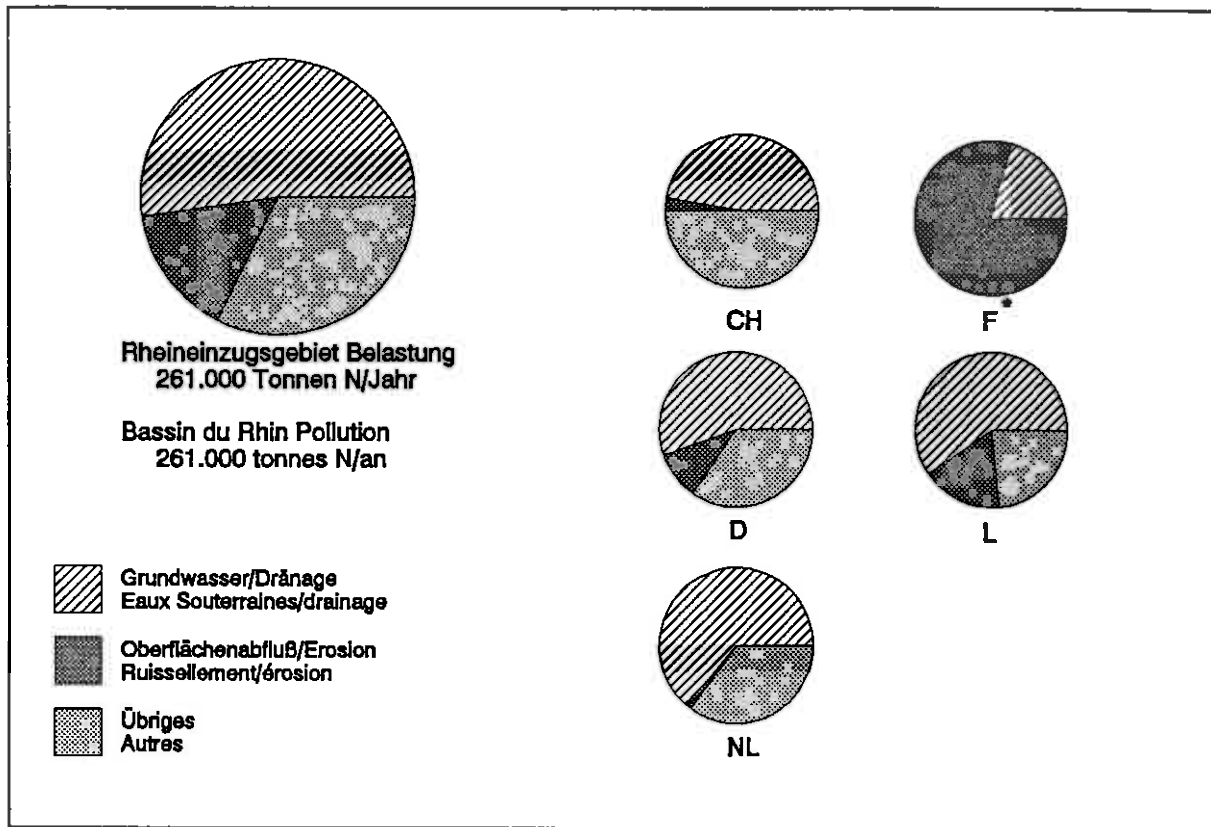 Rheineinzugsgebiet Belastung
261.000 Tonnen N/Jahr
Bassin du Rhin Pollution
261.000 tonnes N/an
Grundwasser/Dränage
Eaux Souterraines/drainage
Oberflächenabfluß/Erosion
Ruissellement/érosion
Übriges
Autres
CH
F*
D
L
NL